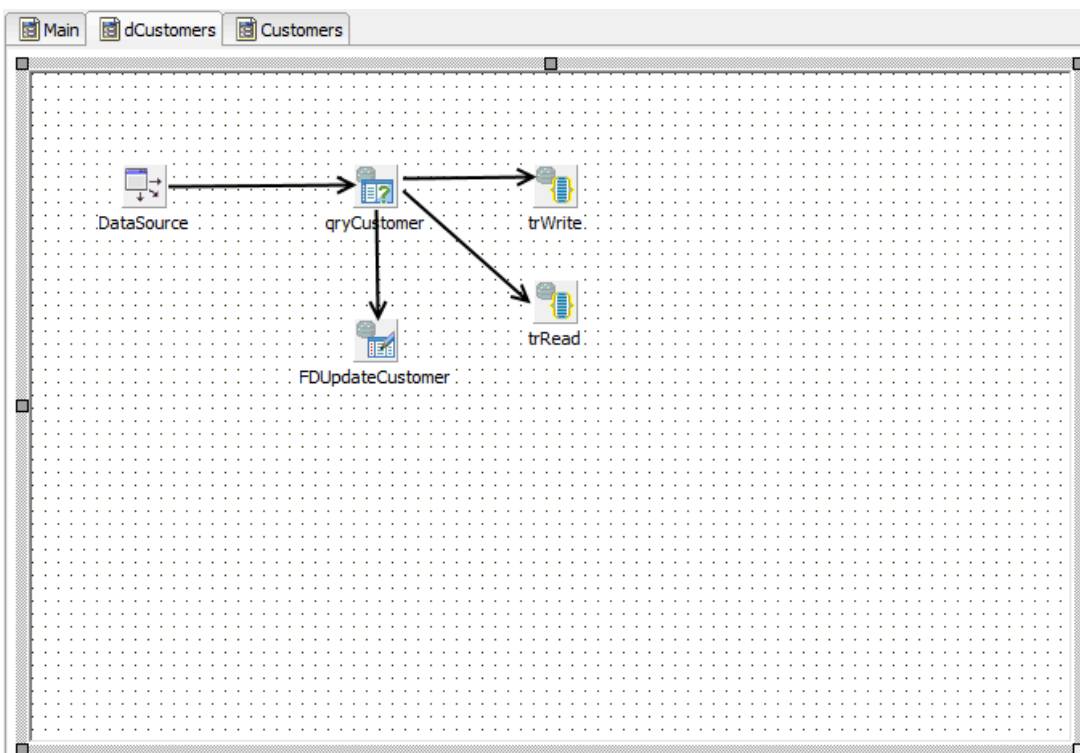 Main
dCustomers
Customers
DataSource
qryCustomer
trWrite
trRead
FDUpdateCustomer